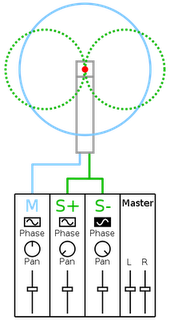 M S+ S- Master
Phase Phase Phase
Pan Pan Pan L R